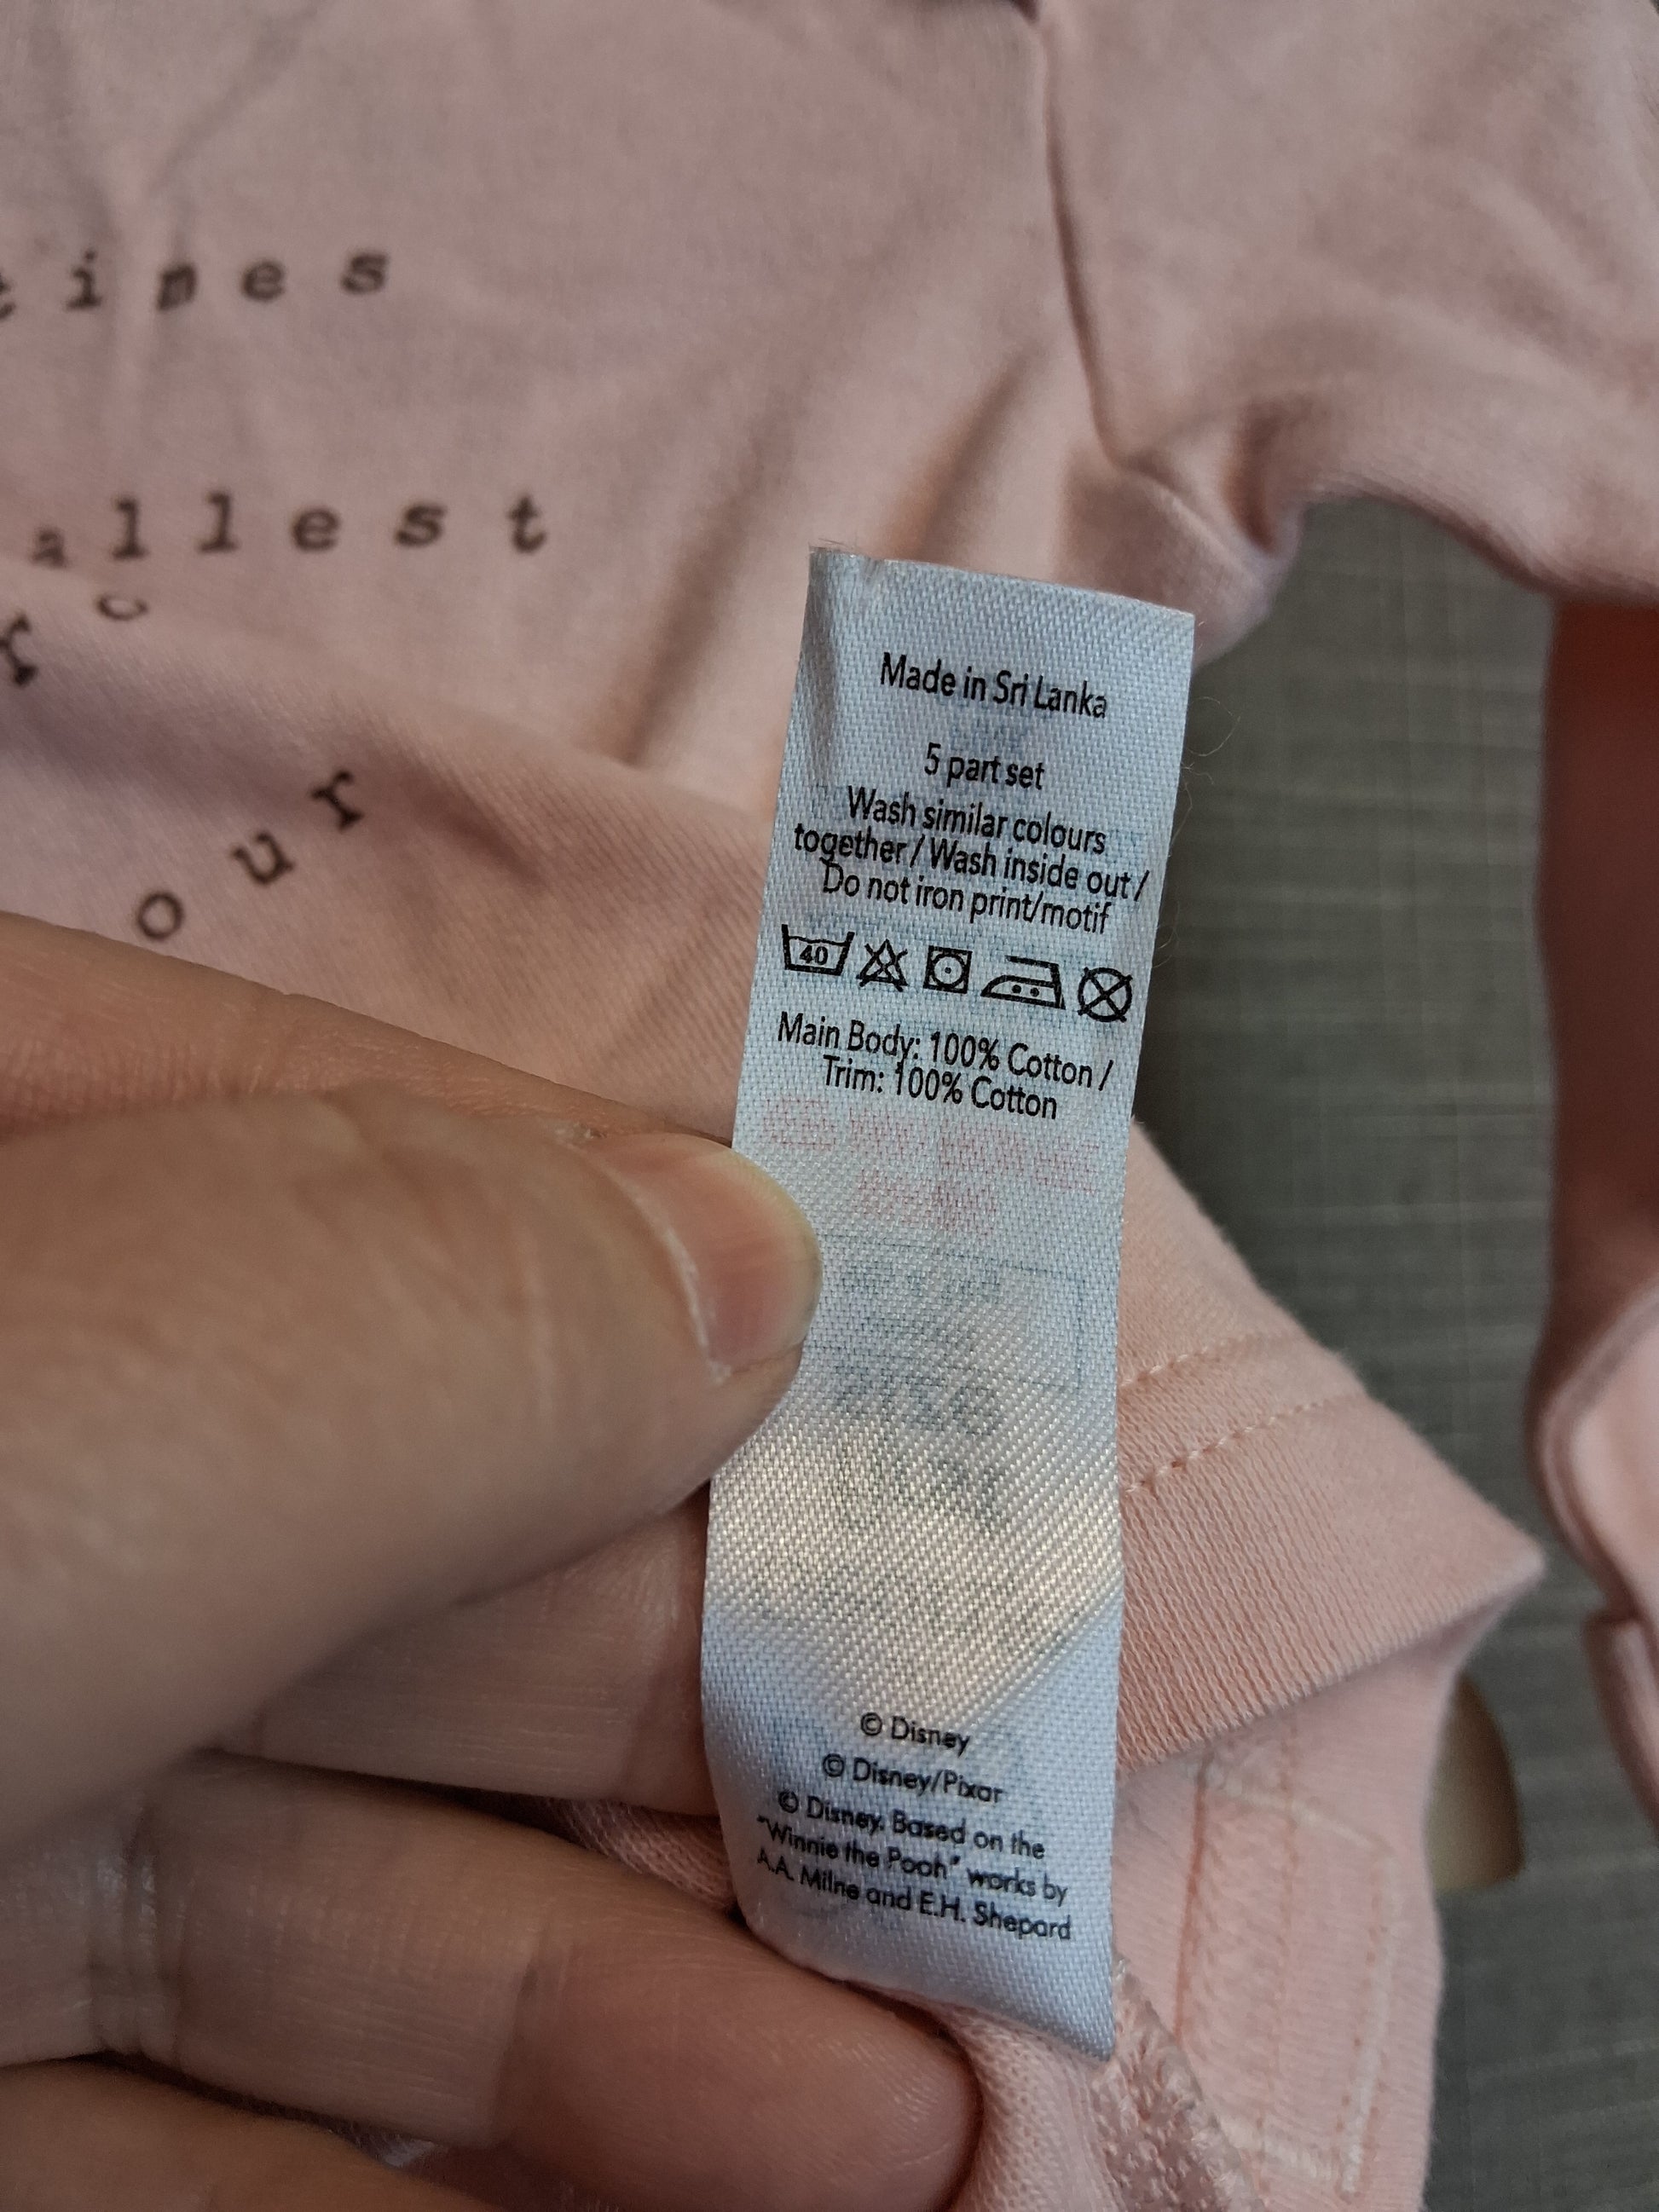 times
allest
our
Made in Sri Lanka
5 part set
Wash similar colours
together / Wash inside out /
Do not iron print/motif
40
Main Body: 100% Cotton /
Trim: 100% Cotton
© Disney
© Disney/Pixar
© Disney. Based on the
"Winnie the Pooh" works by
A.A. Milne and E.H. Shepard